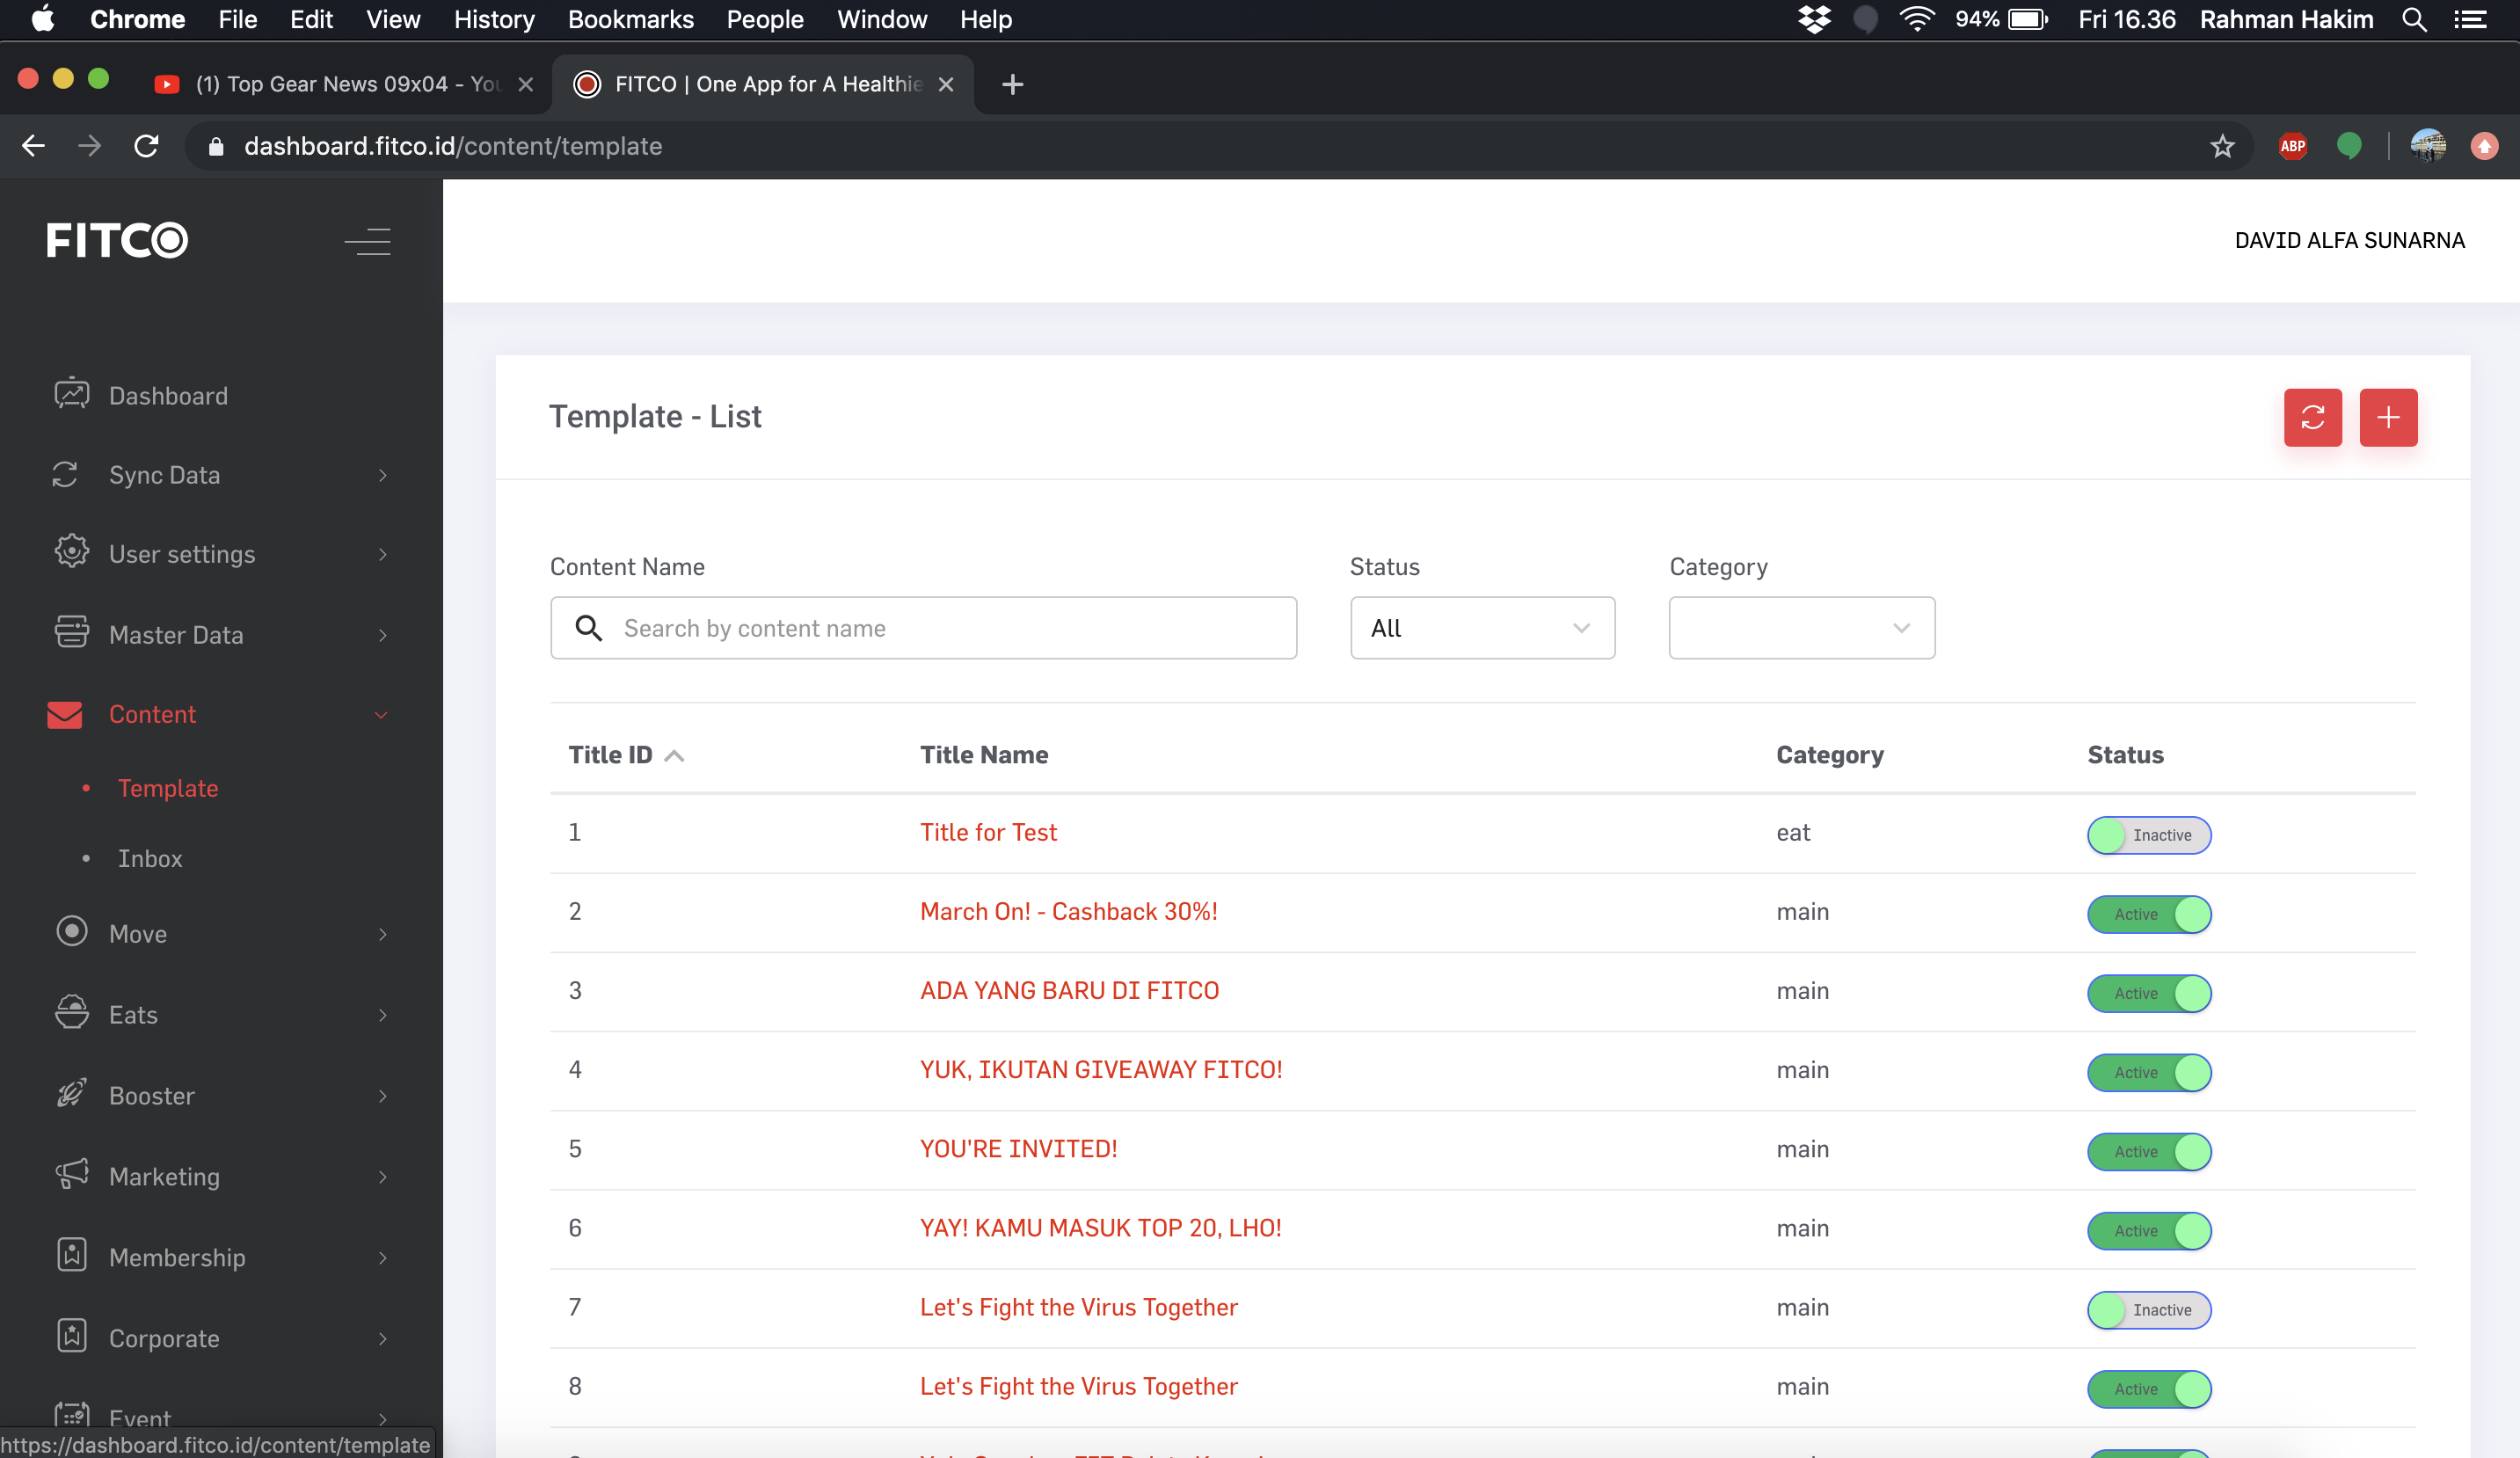 Chrome File Edit View History Bookmarks People Window Help 94% Fri 16.36 Rahman Hakim
(1) Top Gear News 09x04 - You
FITCO | One App for A Healthie
dashboard.fitco.id/content/template
ABP
FITCO
DAVID ALFA SUNARNA
Dashboard
Sync Data
User settings
Master Data
Content
Template
Inbox
Move
Eats
Booster
Marketing
Membership
Corporate
Event
https://dashboard.fitco.id/content/template
Template - List
Content Name Status Category
Search by content name All
Title ID Title Name Category Status
1 Title for Test eat Inactive
2 March On! - Cashback 30%! main Active
3 ADA YANG BARU DI FITCO main Active
4 YUK, IKUTAN GIVEAWAY FITCO! main Active
5 YOU'RE INVITED! main Active
6 YAY! KAMU MASUK TOP 20, LHO! main Active
7 Let's Fight the Virus Together main Inactive
8 Let's Fight the Virus Together main Active